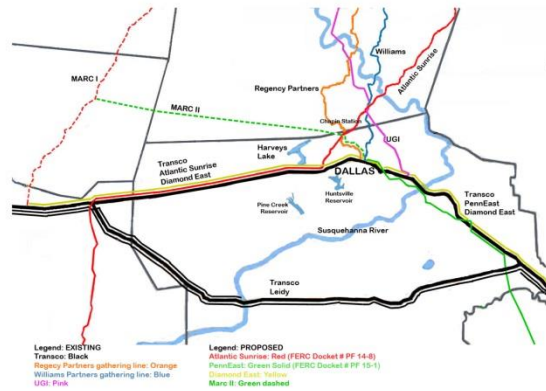 Williams
MARC I
Regency Partners
Atlantic Sunrise
MARC II
Chapin Station
UGI
Harveys
Lake
Transco
Atlantic Sunrise
Diamond East
DALLAS
Huntsville
Reservoir
Pine Creek
Reservoir
Transco
PennEast
Diamond East
Susquehanna River
Transco
Leidy
Legend: EXISTING
Transco: Black
Regecy Partners gathering line: Orange
Williams Partners gathering line: Blue
UGI: Pink
Legend: PROPOSED
Atlantic Sunrise: Red (FERC Docket # PF 14-8)
PennEast: Green Solid (FERC Docket # PF 15-1)
Diamond East: Yellow
Marc II: Green dashed